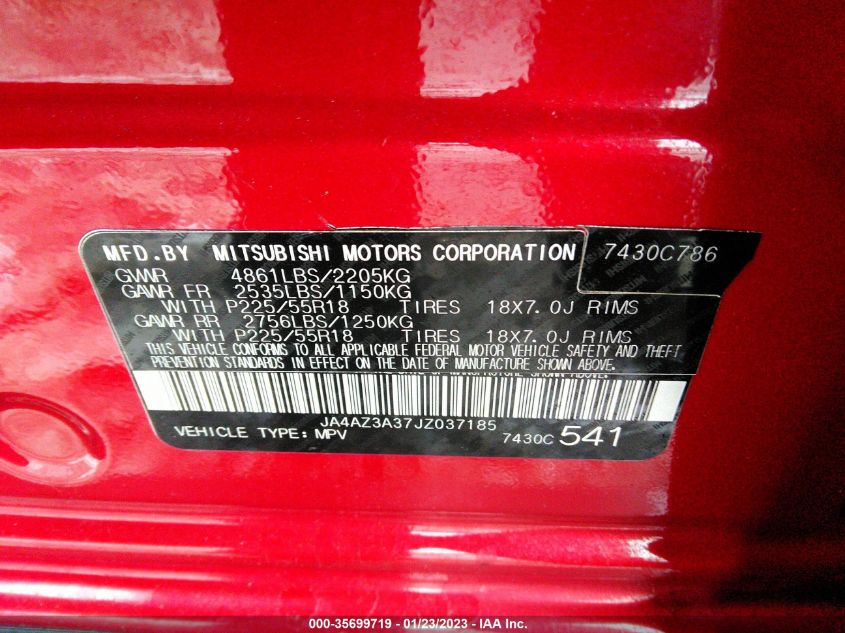 MFD.BY MITSUBISHI MOTORS CORPORATION 7430C786
GVWR 4861LBS/2205KG
GAWR FR 2535LBS/1150KG
WITH P225/55R18 TIRES 18X7.0J RIMS
GAWR RR 2756LBS/1250KG
WITH P225/55R18 TIRES 18X7.0J RIMS
THIS VEHICLE CONFORMS TO ALL APPLICABLE FEDERAL MOTOR VEHICLE SAFETY AND THEFT
PREVENTION STANDARDS IN EFFECT ON THE DATE OF MANUFACTURE SHOWN ABOVE.
JA4AZ3A37JZ037185
VEHICLE TYPE: MPV 7430C 541
000-35699719 — 01/23/2023 — IAA Inc.